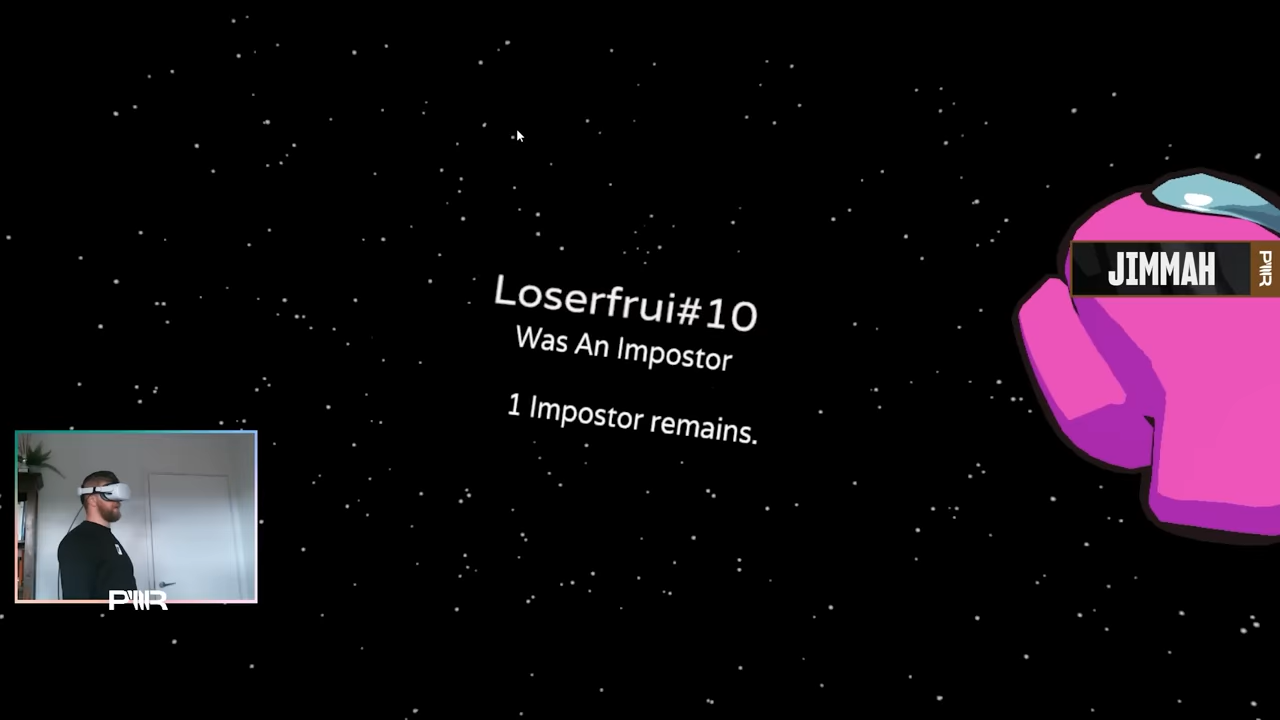 Loserfrui#10
Was An Impostor
1 Impostor remains.
JIMMAH
PWR
PWR